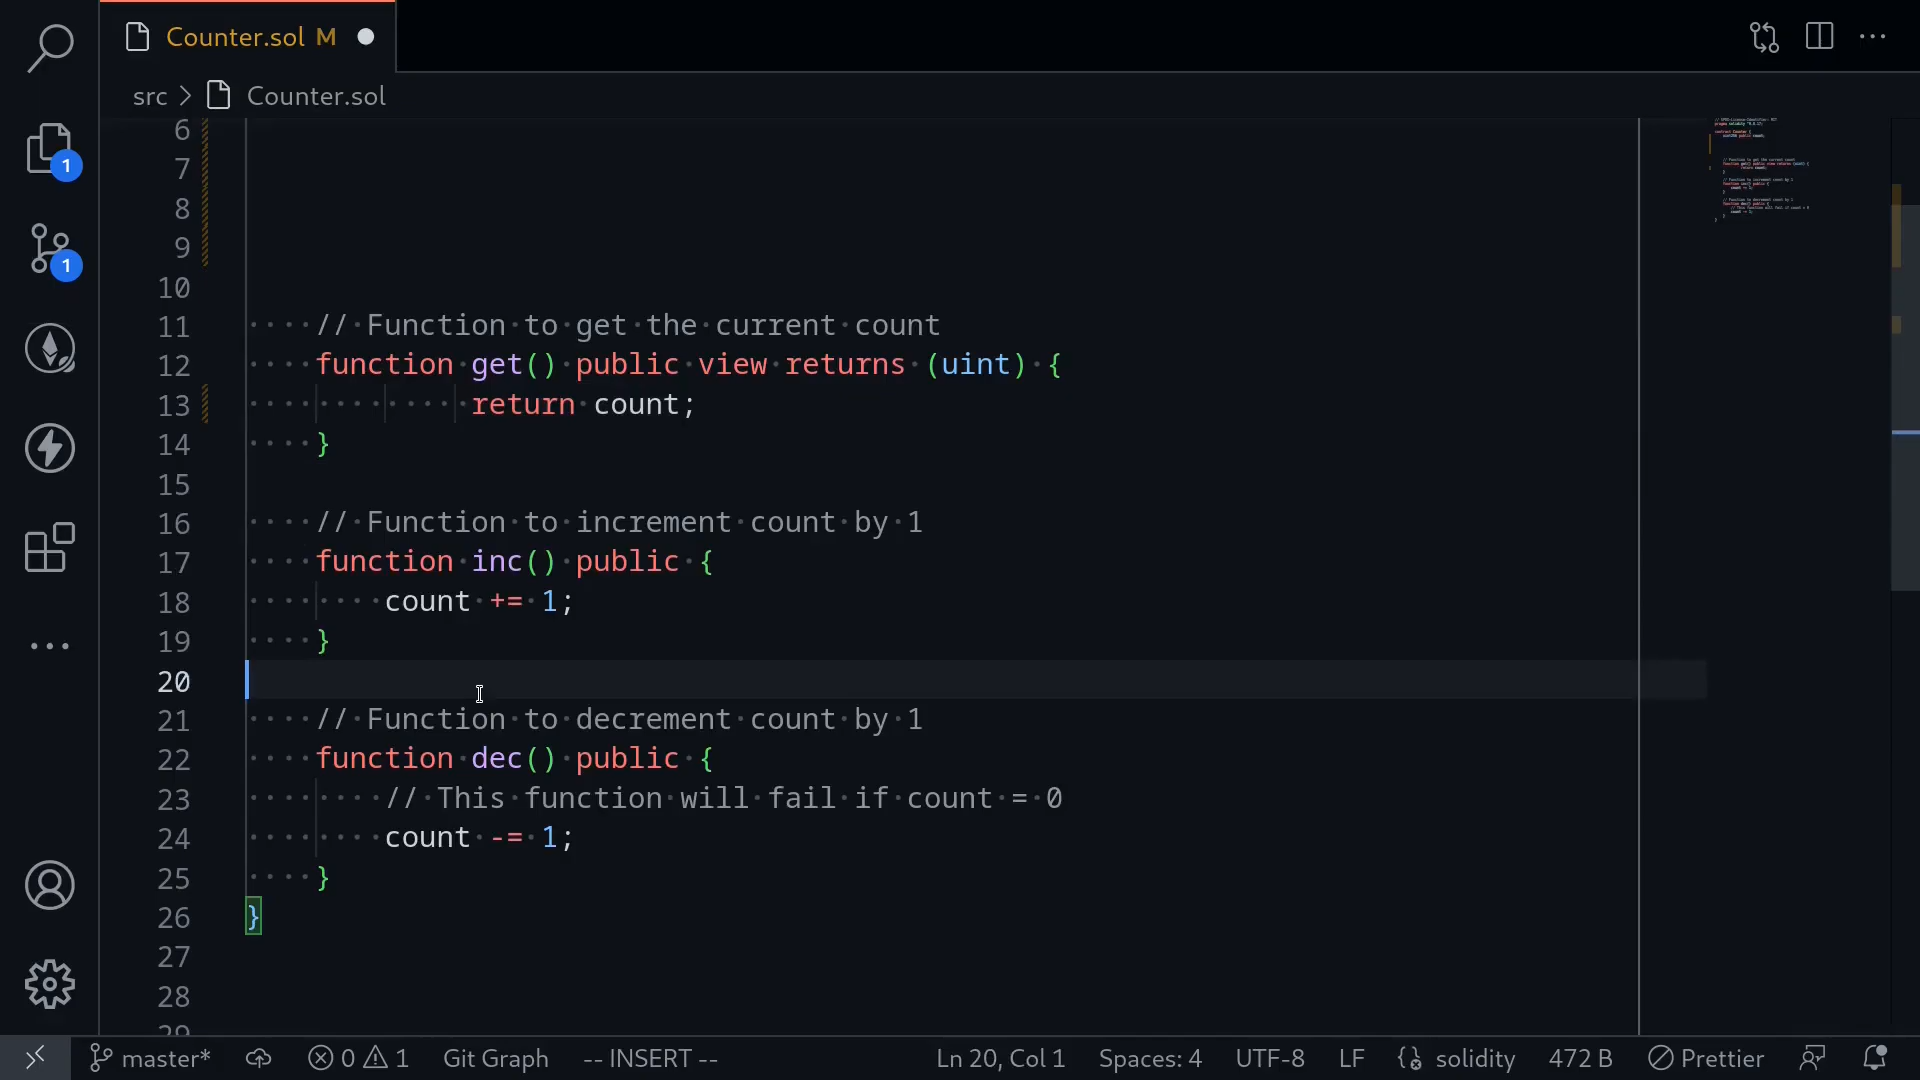 Counter.sol M
src > Counter.sol
6
7
8
9
10
11 // Function to get the current count
12 function get() public view returns (uint) {
13 return count;
14 }
15
16 // Function to increment count by 1
17 function inc() public {
18 count += 1;
19 }
20
21 // Function to decrement count by 1
22 function dec() public {
23 // This function will fail if count = 0
24 count -= 1;
25 }
26 }
27
28
29
1
1
master* 0 1 Git Graph -- INSERT -- Ln 20, Col 1 Spaces: 4 UTF-8 LF solidity 472 B Prettier